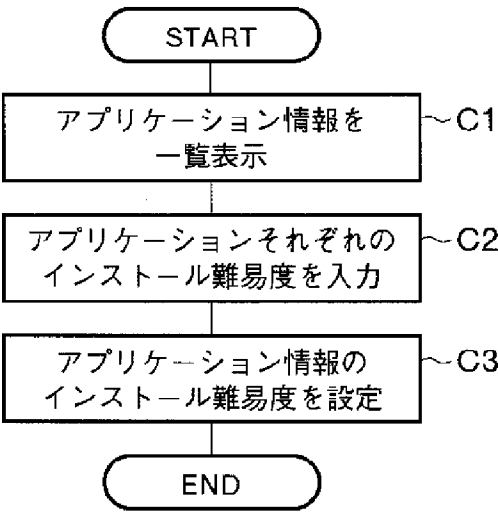 START
アプリケーション情報を
一覧表示
C1
アプリケーションそれぞれの
インストール難易度を入力
C2
アプリケーション情報の
インストール難易度を設定
C3
END